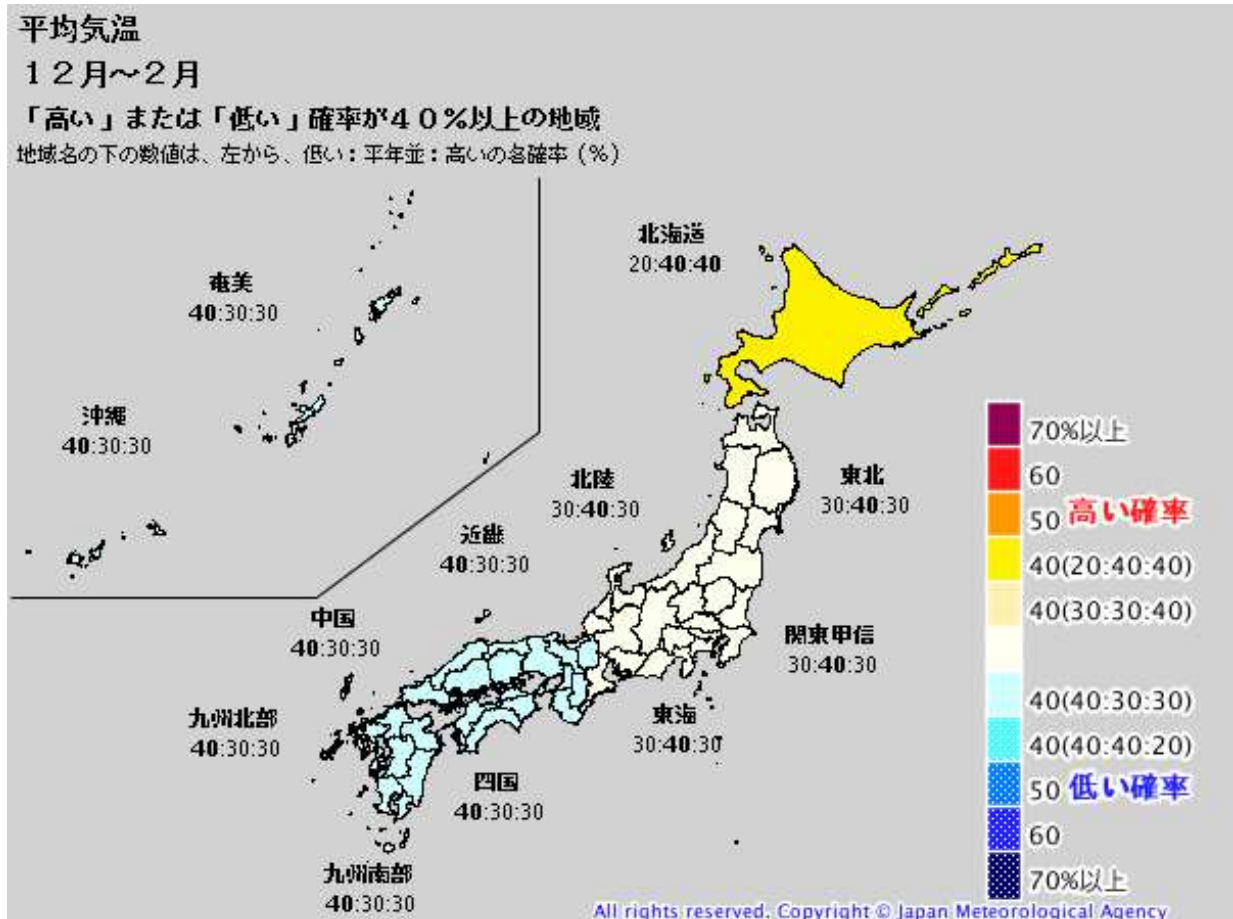 平均気温
１２月～２月
「高い」または「低い」確率が４０％以上の地域
地域名の下の数値は、左から、低い：平年並：高いの各確率（％）
北海道
20:40:40
奄美
40:30:30
沖縄
40:30:30
北陸
30:40:30
東北
30:40:30
近畿
40:30:30
中国
40:30:30
関東甲信
30:40:30
九州北部
40:30:30
東海
30:40:30
四国
40:30:30
九州南部
40:30:30
70%以上
60
50 高い確率
40(20:40:40)
40(30:30:40)
40(40:30:30)
40(40:40:20)
50 低い確率
60
70%以上
All rights reserved. Copyright © Japan Meteorological Agency